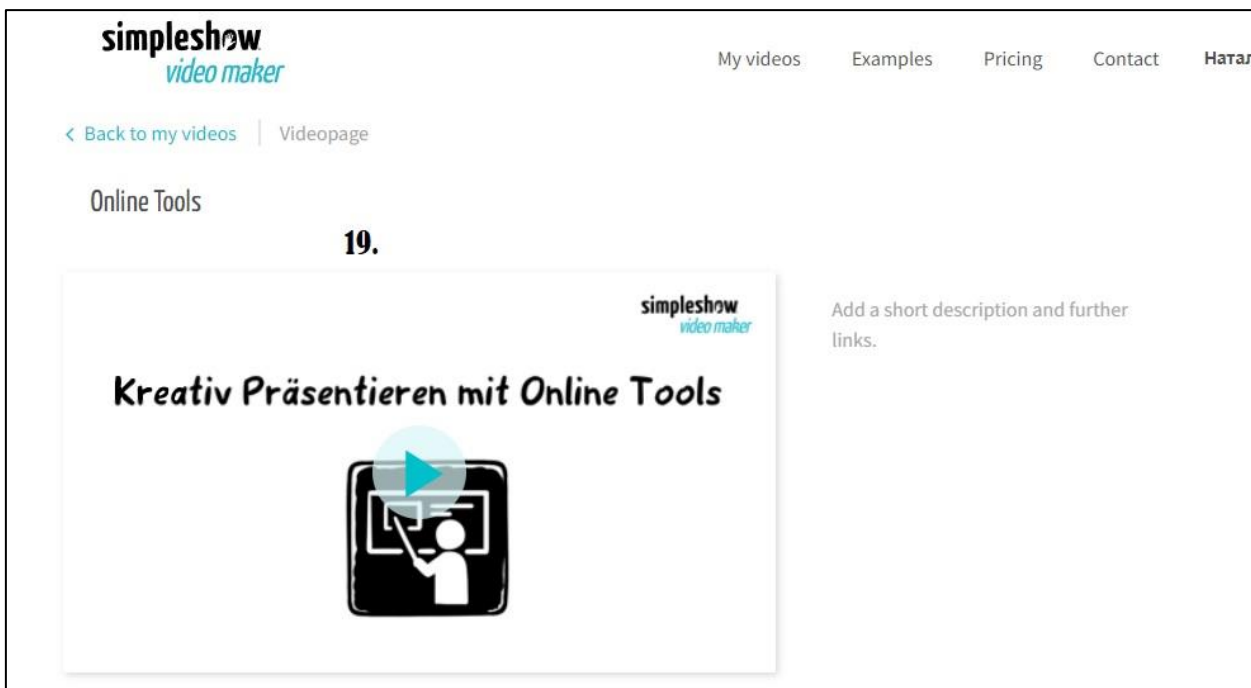 simpleshow
video maker
My videos Examples Pricing Contact Натал
< Back to my videos | Videopage
Online Tools
19.
simpleshow
video maker
Add a short description and further
links.
Kreativ Präsentieren mit Online Tools